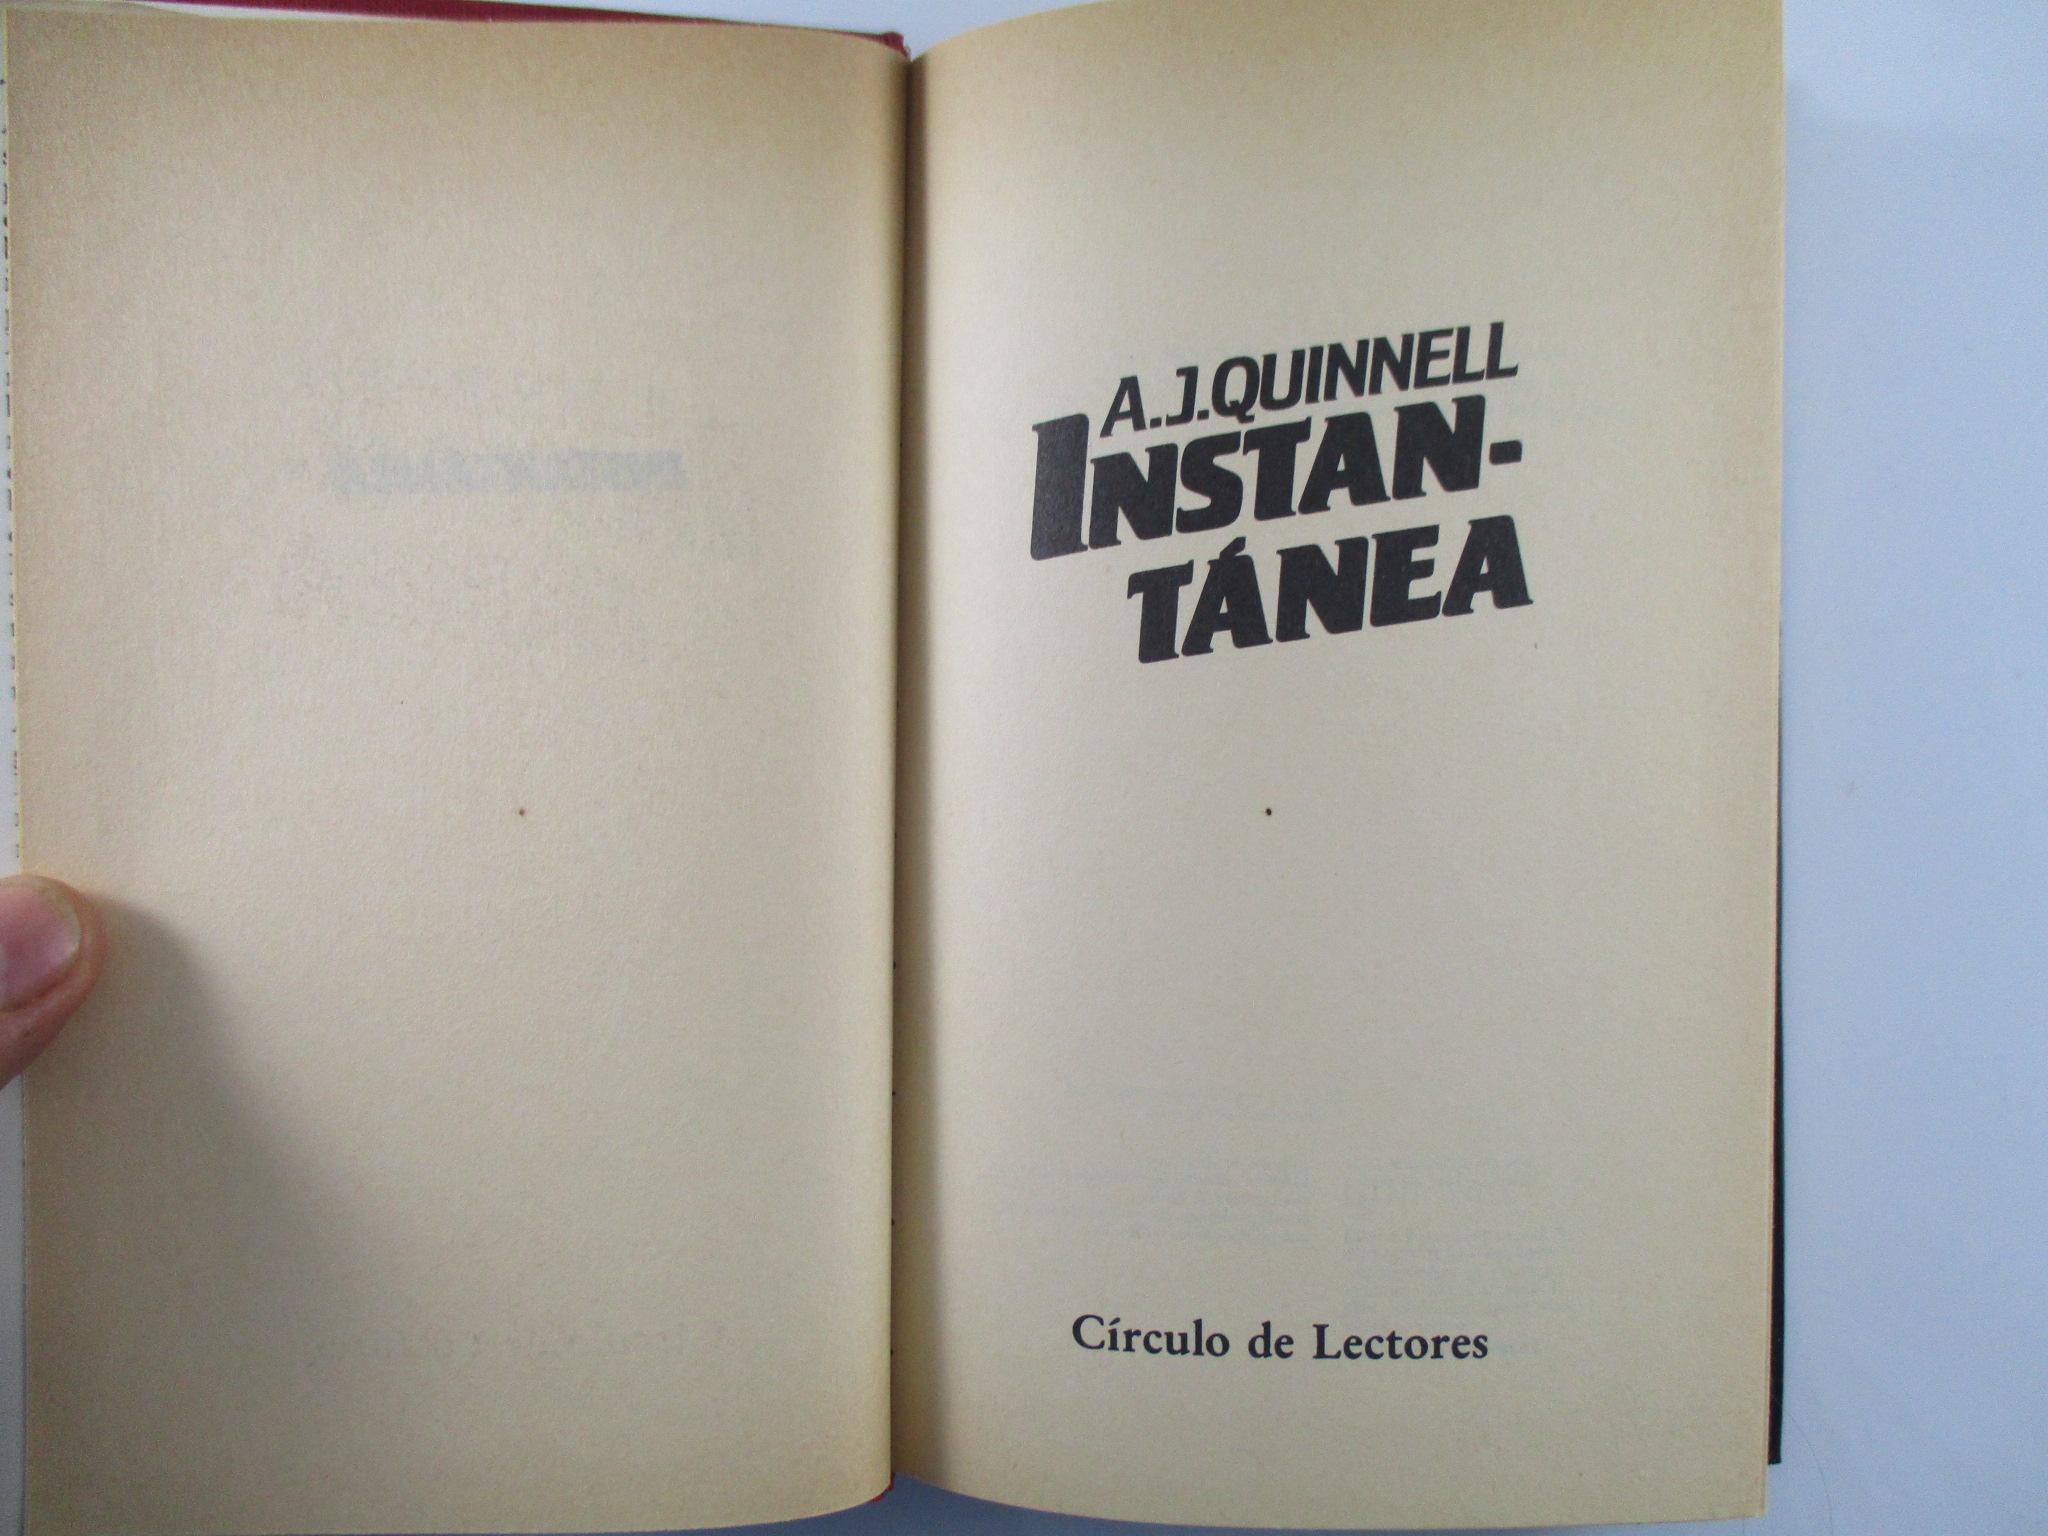 A.J.QUINNELL
INSTAN-
TÁNEA
Círculo de Lectores